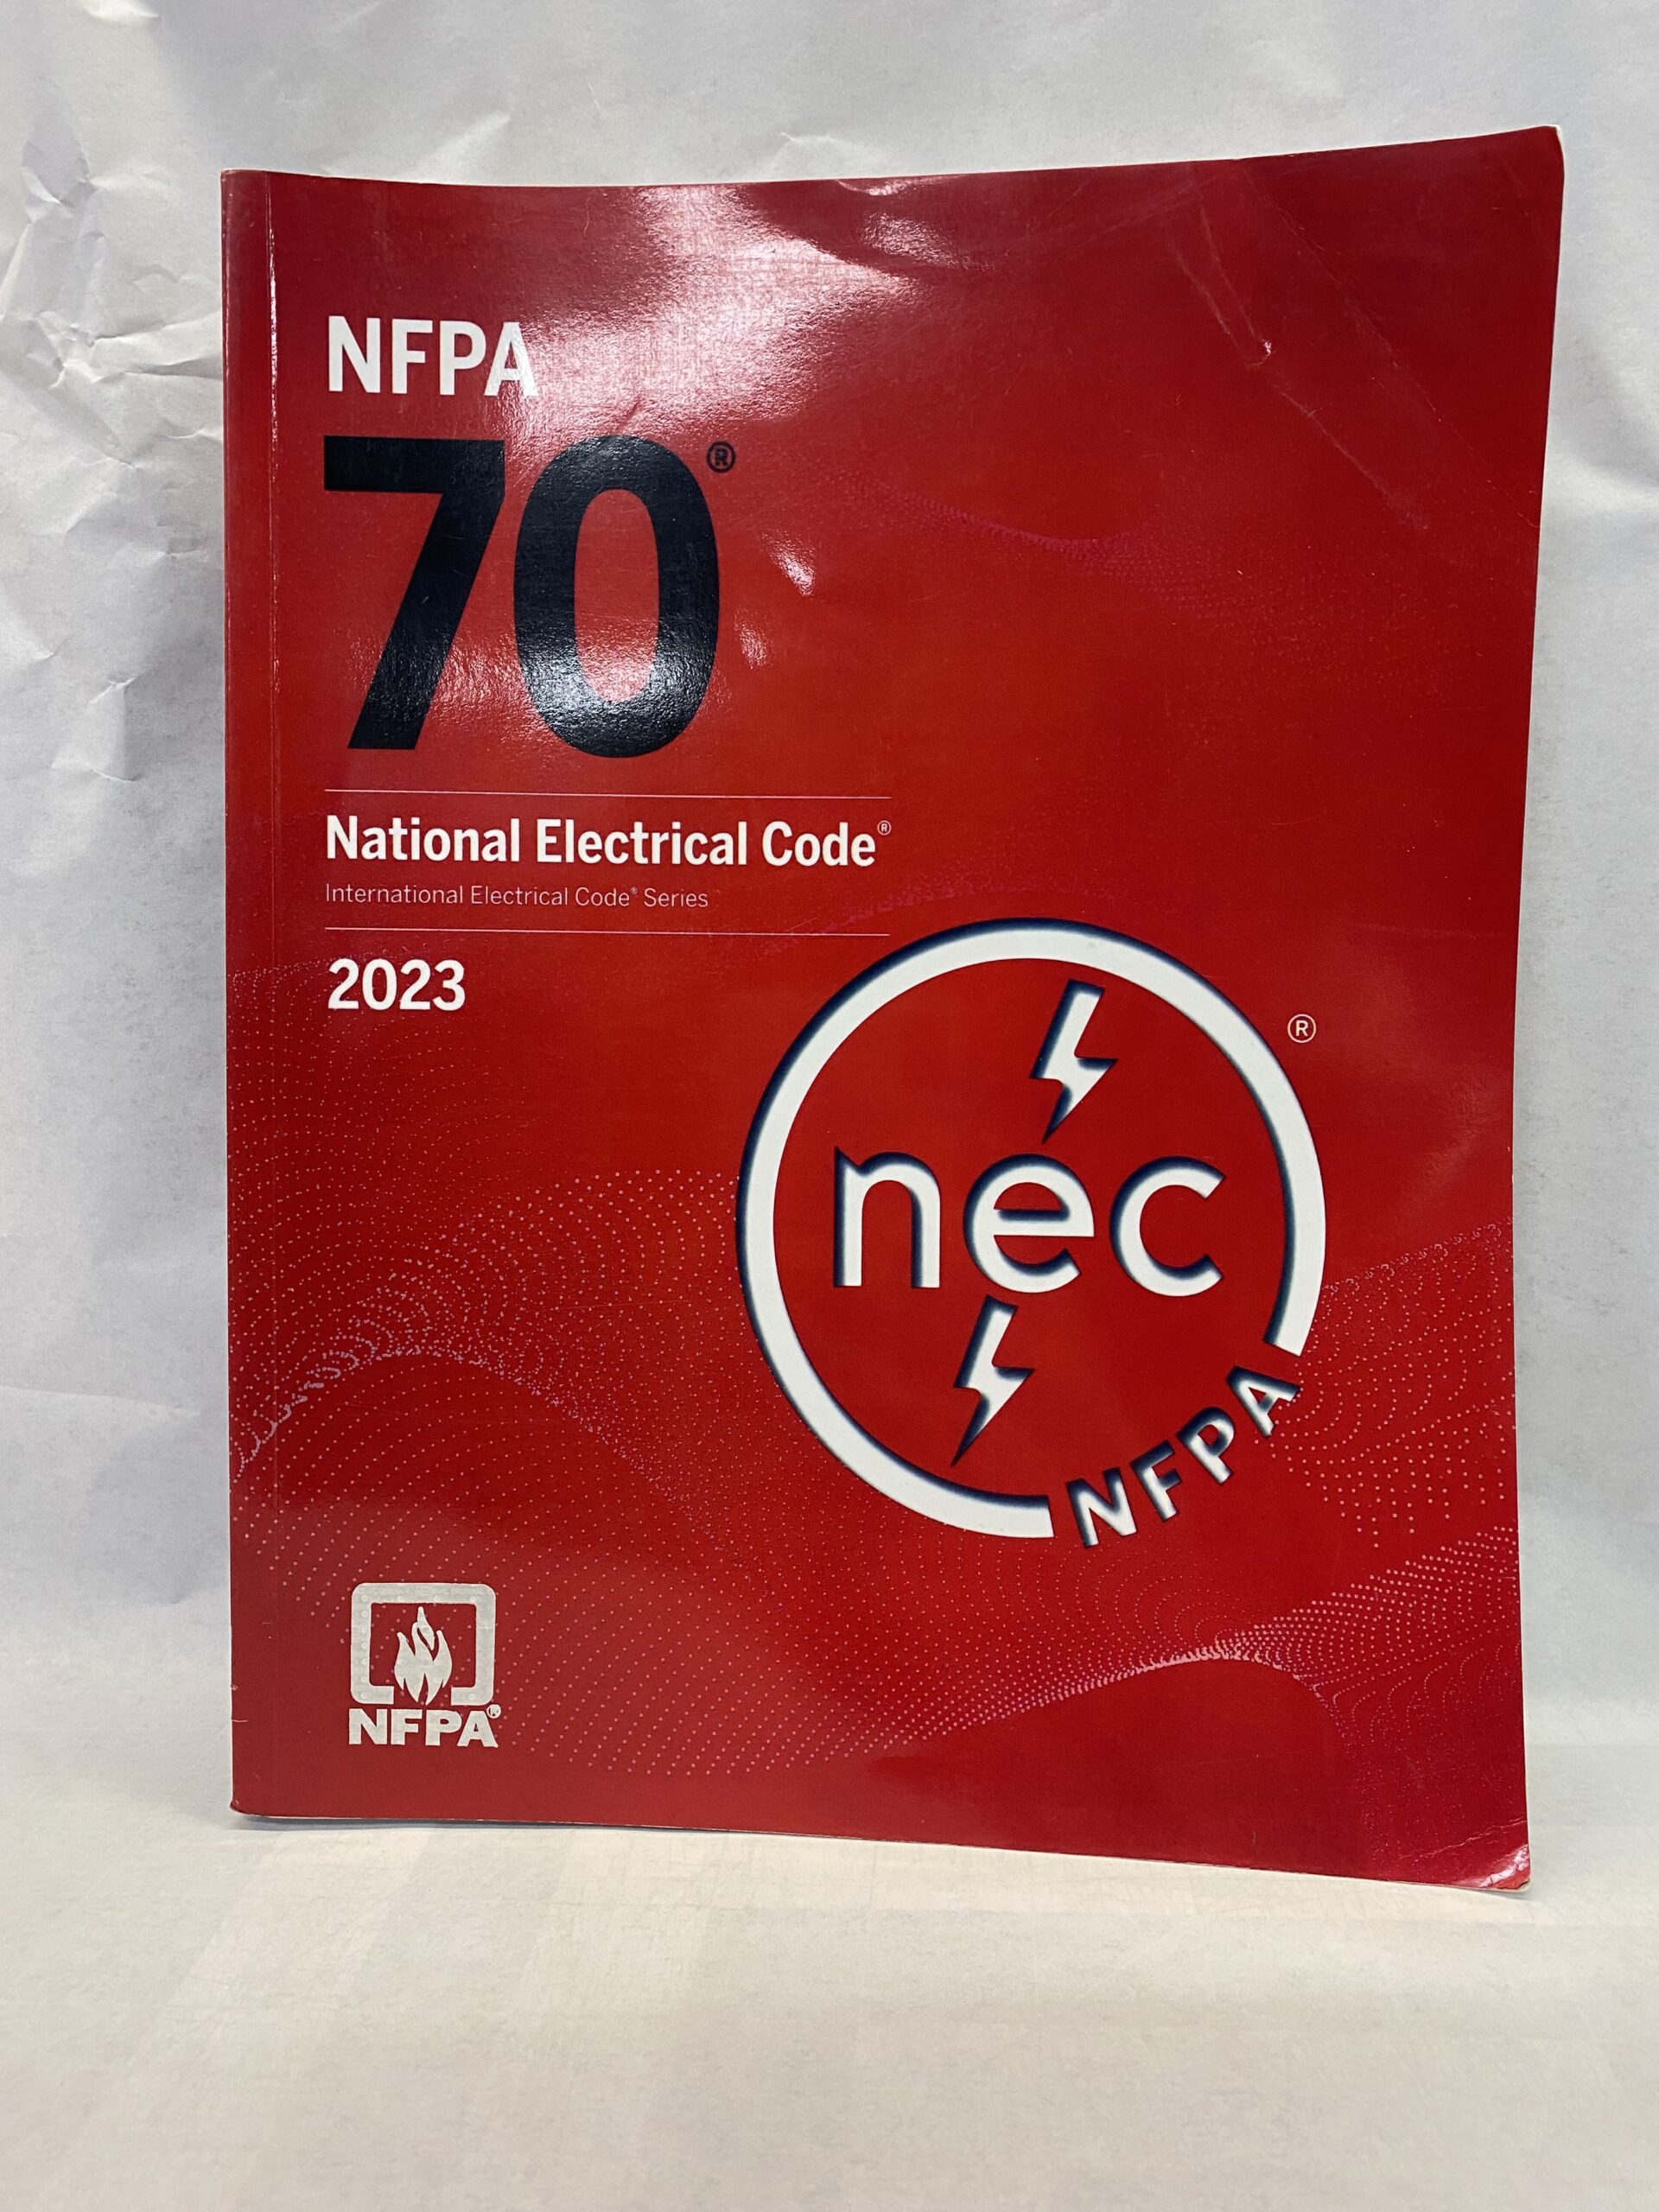 NFPA
70®
National Electrical Code®
International Electrical Code® Series
2023
®
nec
NFPA
NFPA®